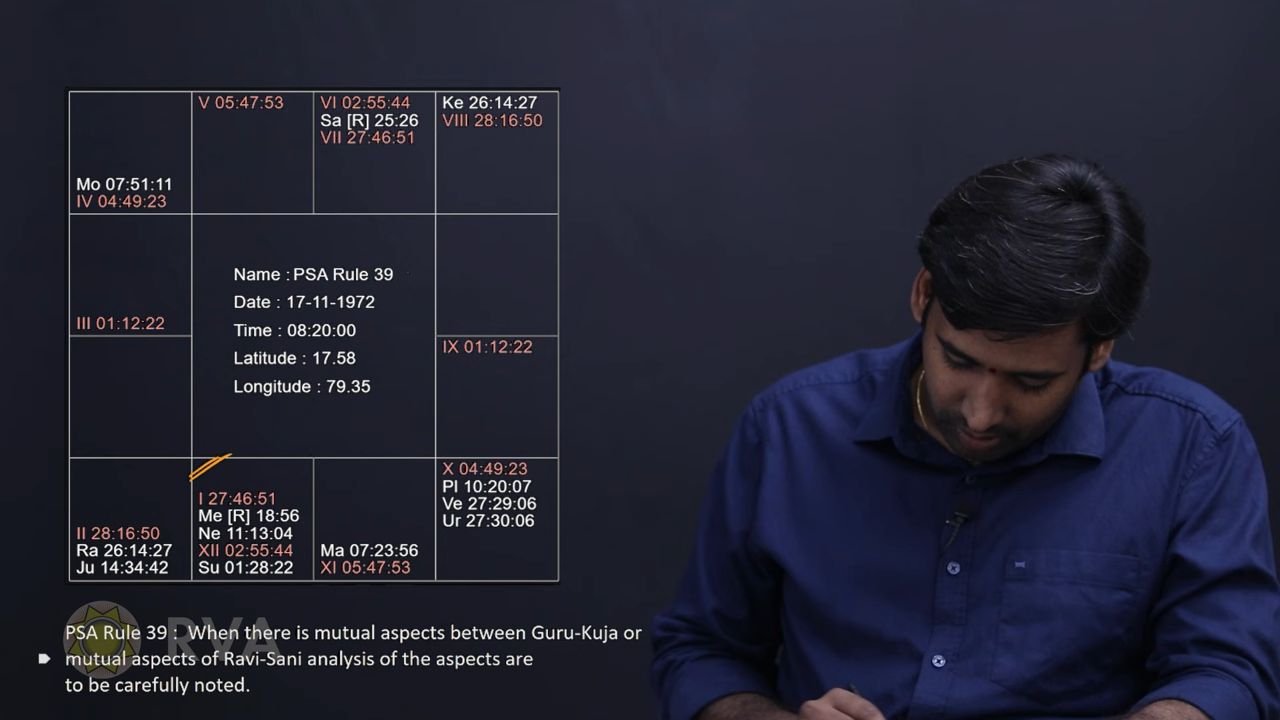 V 05:47:53
VI 02:55:44
Sa [R] 25:26
VII 27:46:51
Ke 26:14:27
VIII 28:16:50
Mo 07:51:11
IV 04:49:23
III 01:12:22
Name : PSA Rule 39
Date : 17-11-1972
Time : 08:20:00
Latitude : 17.58
Longitude : 79.35
IX 01:12:22
II 28:16:50
Ra 26:14:27
Ju 14:34:42
I 27:46:51
Me [R] 18:56
Ne 11:13:04
XII 02:55:44
Su 01:28:22
Ma 07:23:56
XI 05:47:53
X 04:49:23
Pl 10:20:07
Ve 27:29:06
Ur 27:30:06
RVA
PSA Rule 39 : When there is mutual aspects between Guru-Kuja or
mutual aspects of Ravi-Sani analysis of the aspects are
to be carefully noted.